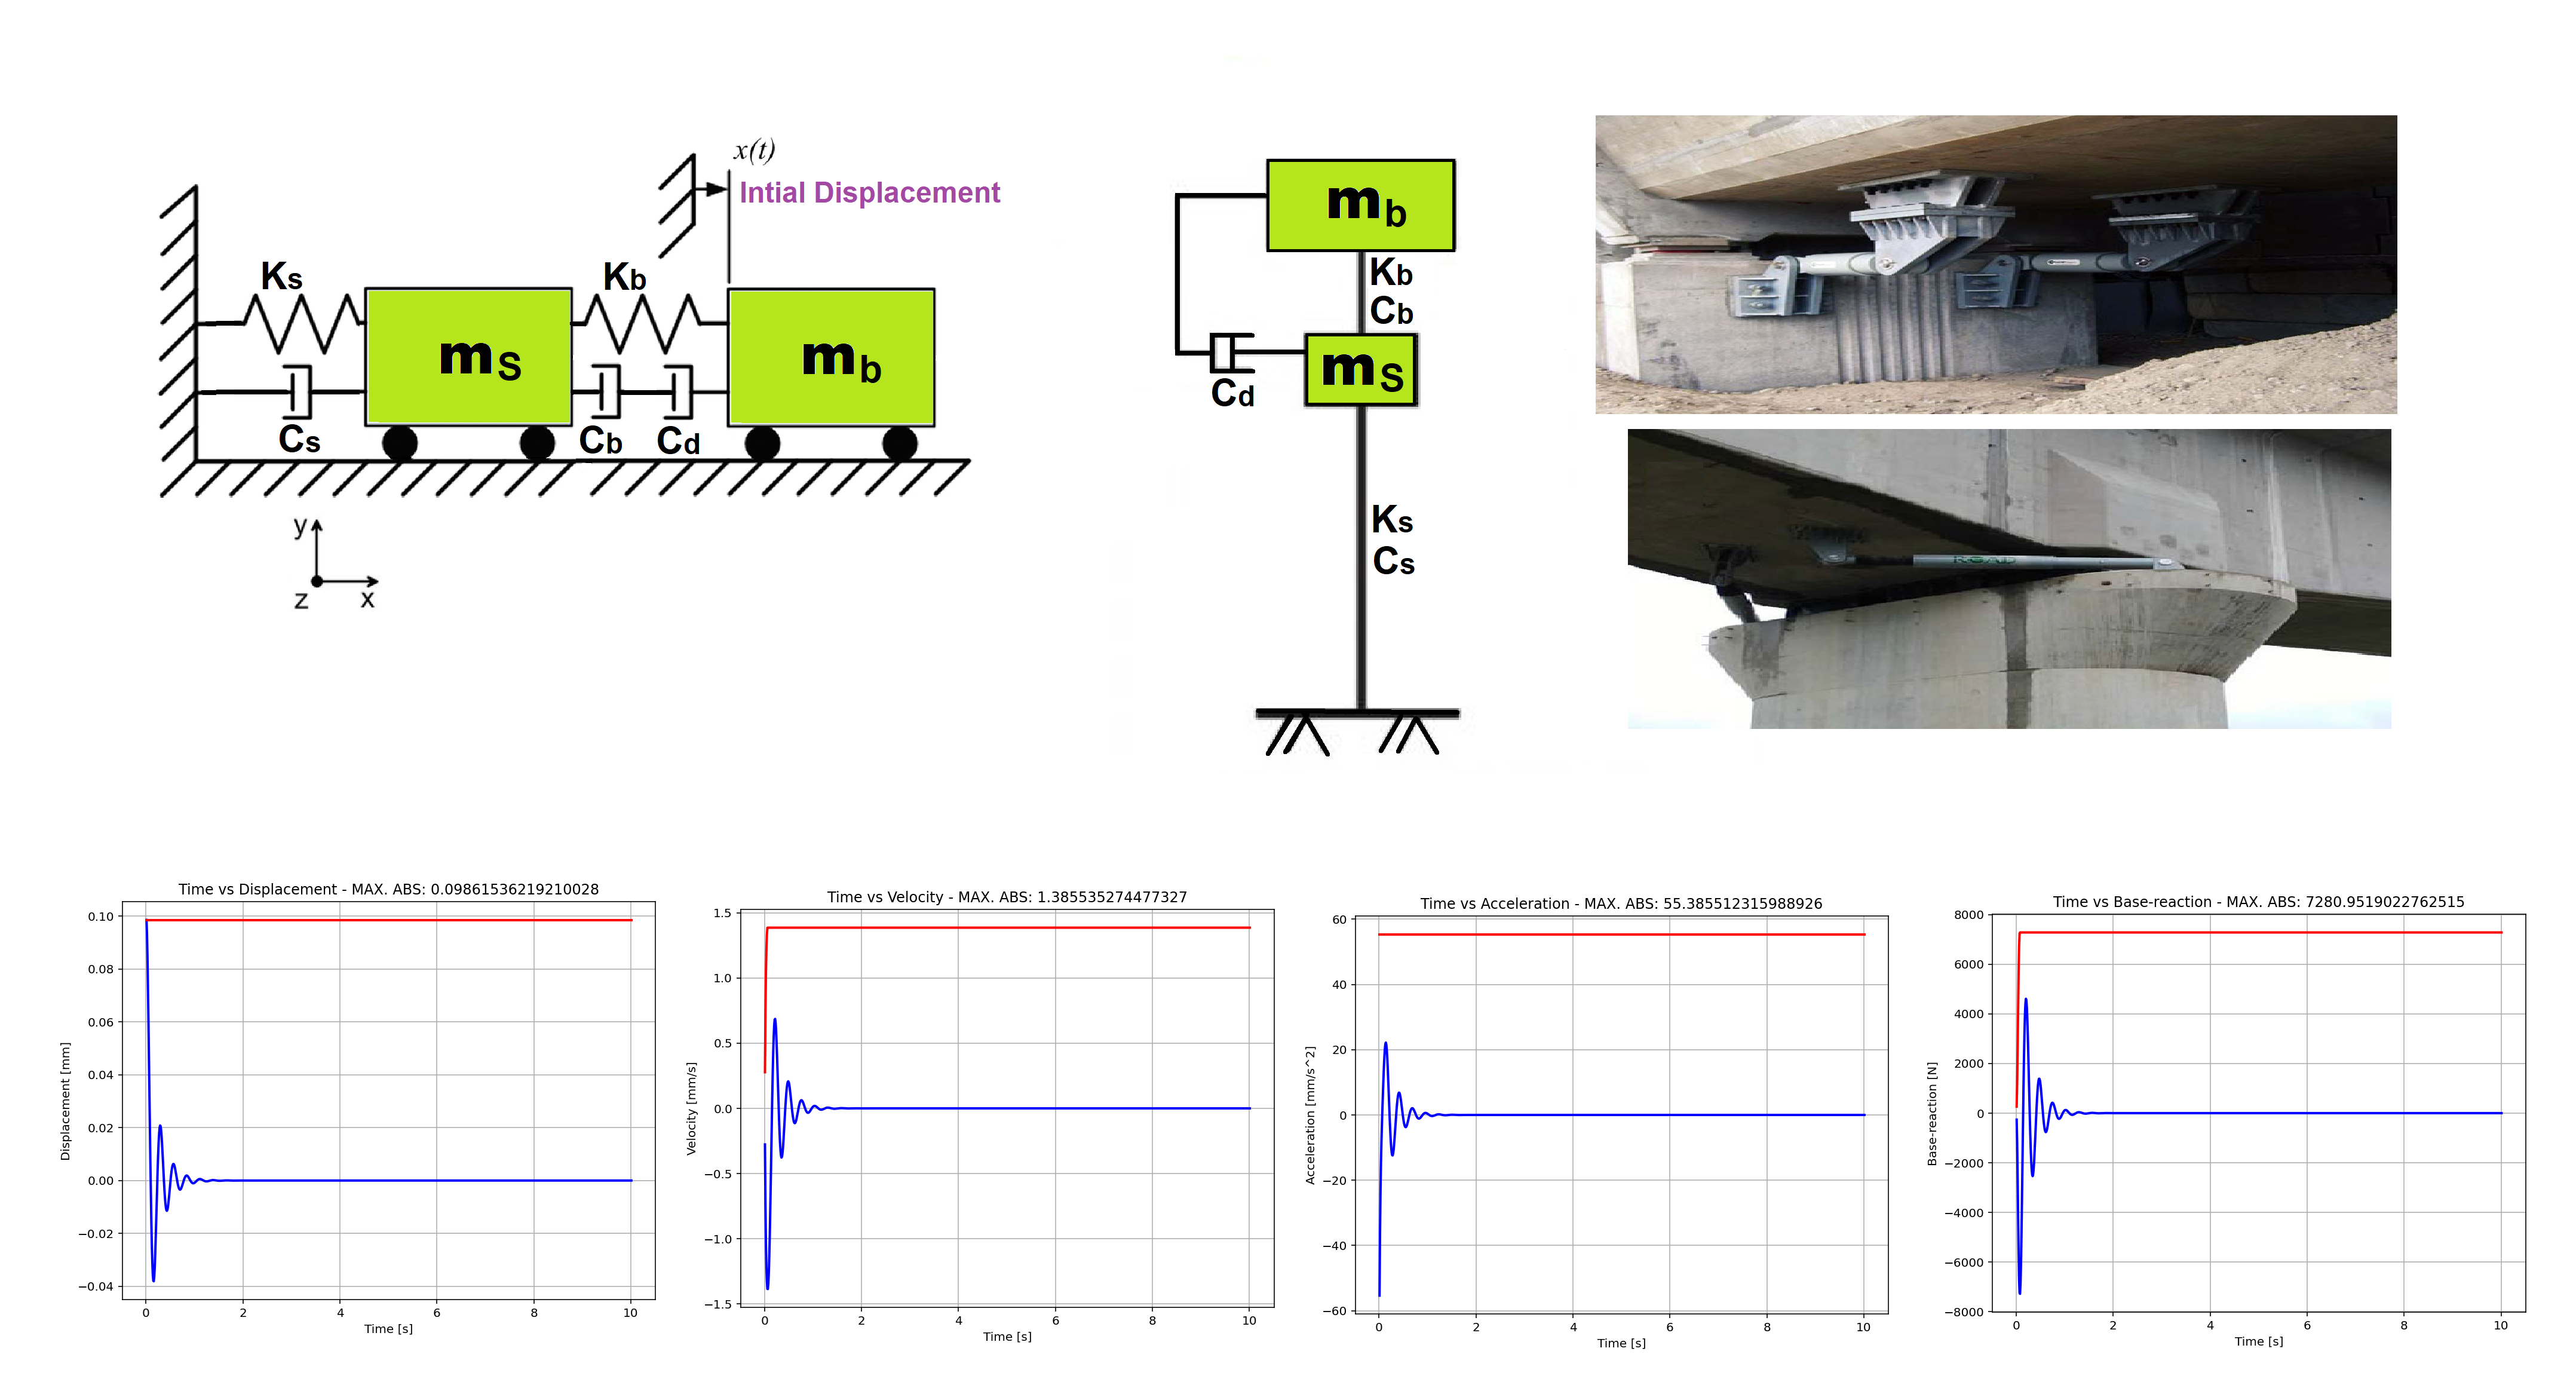 x(t)
Intial Displacement
Ks
Kb
ms
mb
Cs
Cb
Cd
y
z
x
mb
Kb
Cb
ms
Cd
Ks
Cs
ROAD
Time vs Displacement - MAX. ABS: 0.09861536219210028
Displacement [mm]
0.10
0.08
0.06
0.04
0.02
0.00
−0.02
−0.04
0 2 4 6 8 10
Time [s]
Time vs Velocity - MAX. ABS: 1.385535274477327
Velocity [mm/s]
1.5
1.0
0.5
0.0
−0.5
−1.0
−1.5
0 2 4 6 8 10
Time [s]
Time vs Acceleration - MAX. ABS: 55.385512315988926
Acceleration [mm/s^2]
60
40
20
0
−20
−40
−60
0 2 4 6 8 10
Time [s]
Time vs Base-reaction - MAX. ABS: 7280.9519022762515
Base-reaction [N]
8000
6000
4000
2000
0
−2000
−4000
−6000
−8000
0 2 4 6 8 10
Time [s]